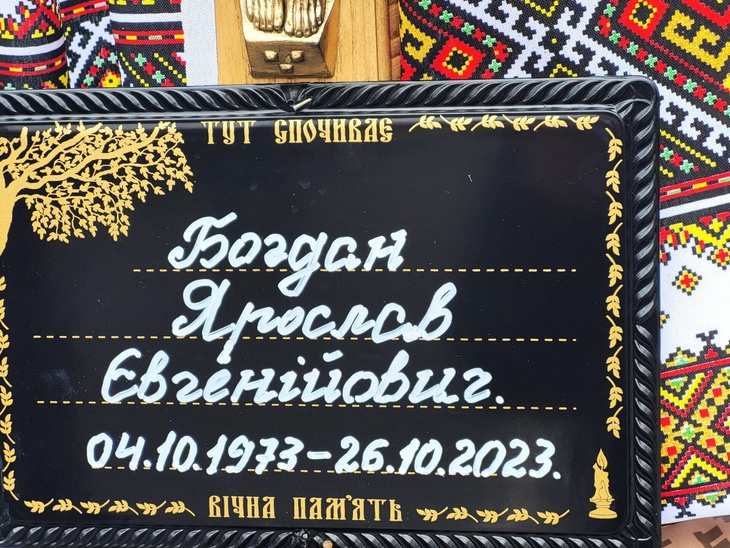 ТУТ СПОЧИВАЄ
Богдан
Ярослав
Євгенійович.
04.10.1973-26.10.2023.
ВІЧНА ПАМ'ЯТЬ